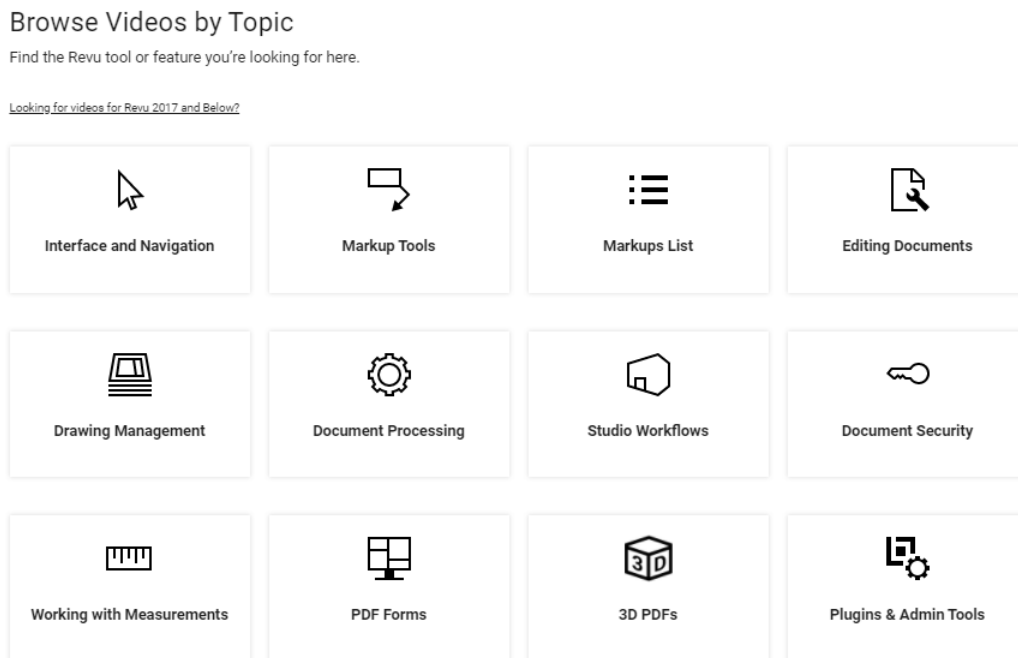 Browse Videos by Topic
Find the Revu tool or feature you're looking for here.
Looking for videos for Revu 2017 and Below?
Interface and Navigation
Markup Tools
Markups List
Editing Documents
Drawing Management
Document Processing
Studio Workflows
Document Security
3D
Working with Measurements
PDF Forms
3D PDFs
Plugins & Admin Tools